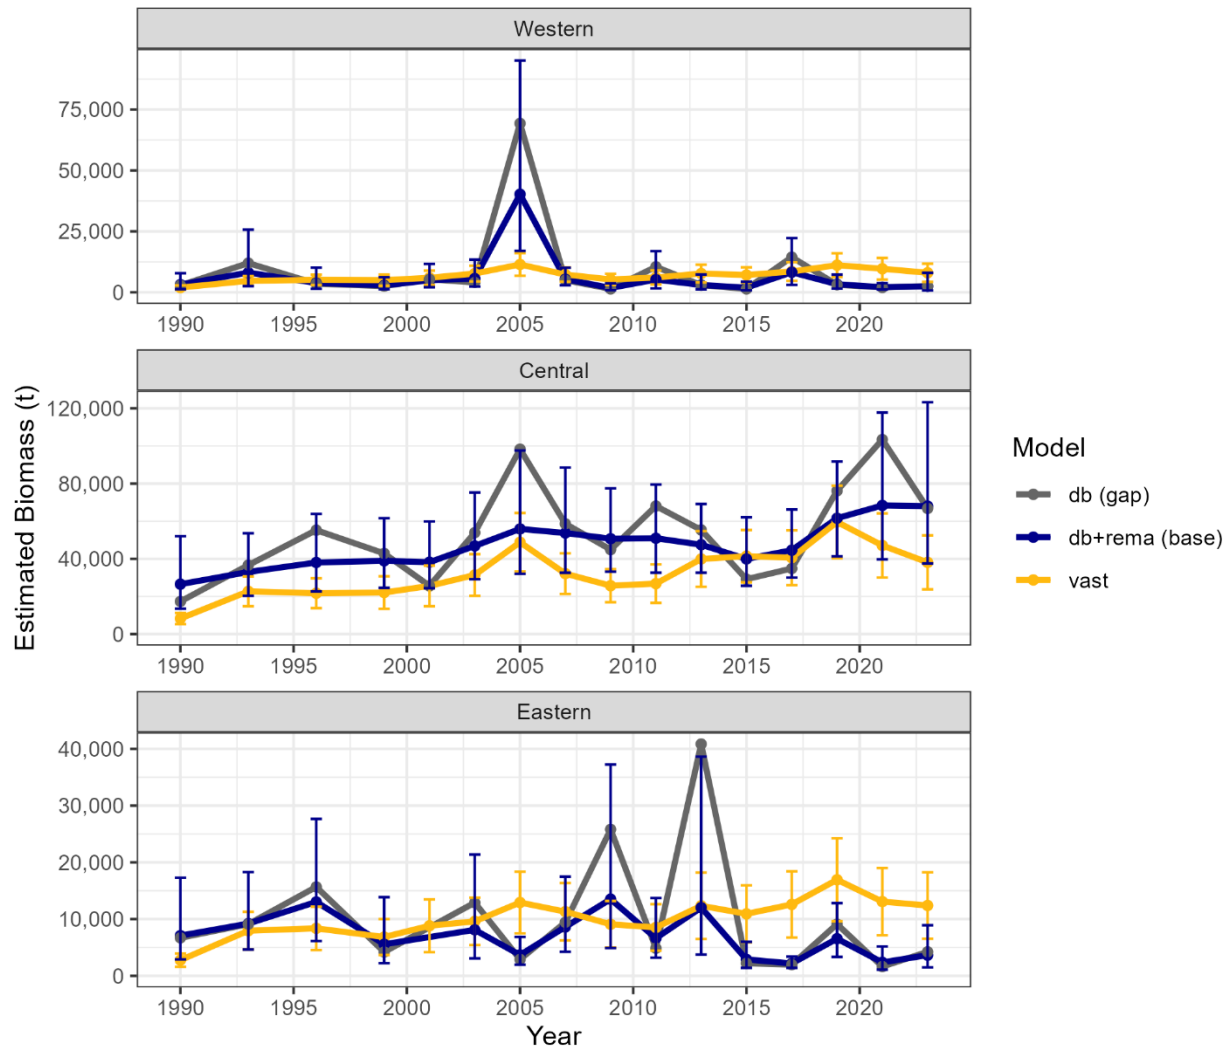 Western
75,000
50,000
25,000
0
1990 1995 2000 2005 2010 2015 2020
Central
120,000
80,000
40,000
0
1990 1995 2000 2005 2010 2015 2020
Eastern
40,000
30,000
20,000
10,000
0
1990 1995 2000 2005 2010 2015 2020
Year
Estimated Biomass (t)
Model
db (gap)
db+rema (base)
vast